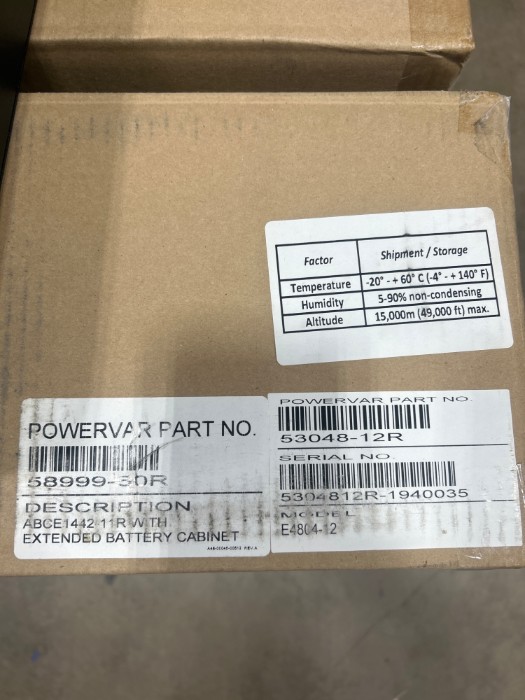 Factor Shipment / Storage
Temperature -20° - + 60° C (-4° - + 140° F)
Humidity 5-90% non-condensing
Altitude 15,000m (49,000 ft) max.
POWERVAR PART NO.
58999-30R
DESCRIPTION
ABCE1442-11R WITH
EXTENDED BATTERY CABINET
POWERVAR PART NO.
53048-12R
SERIAL NO.
5304812R-1940035
MODEL
E4804-12